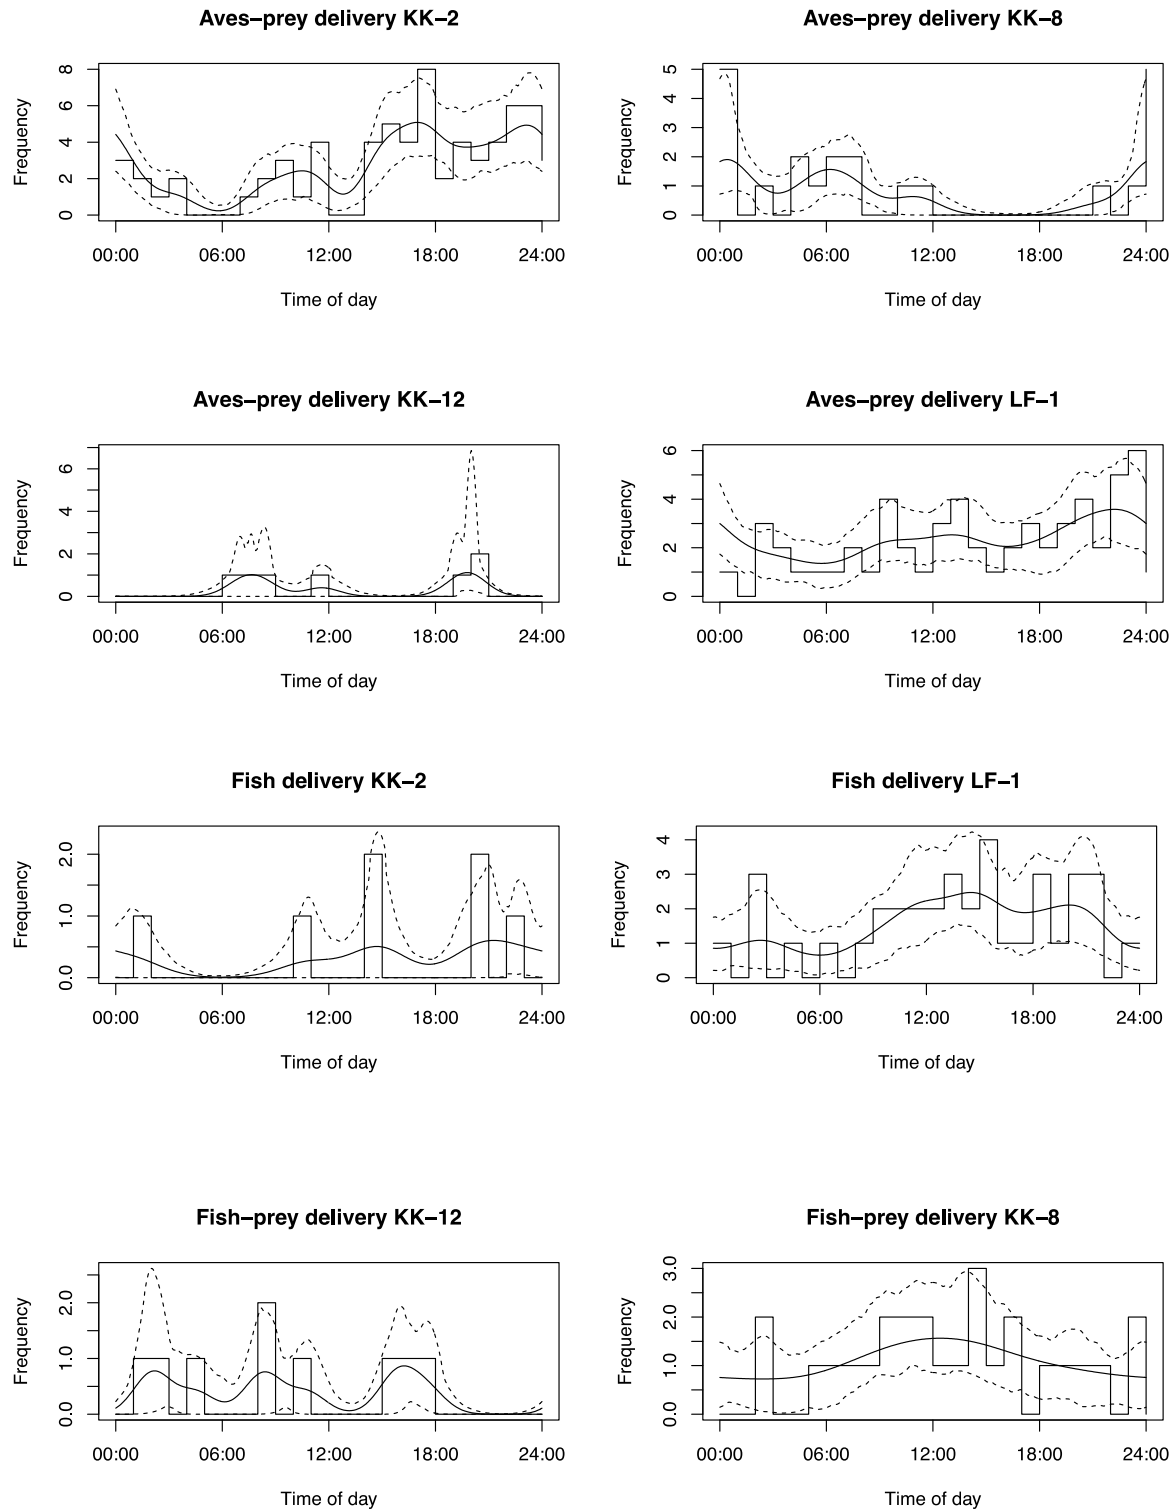 Aves–prey delivery KK–2
Frequency
8
6
4
2
0
00:00 06:00 12:00 18:00 24:00
Time of day
Aves–prey delivery KK–8
Frequency
5
4
3
2
1
0
00:00 06:00 12:00 18:00 24:00
Time of day
Aves–prey delivery KK–12
Frequency
6
4
2
0
00:00 06:00 12:00 18:00 24:00
Time of day
Aves–prey delivery LF–1
Frequency
6
4
2
0
00:00 06:00 12:00 18:00 24:00
Time of day
Fish delivery KK–2
Frequency
2.0
1.0
0.0
00:00 06:00 12:00 18:00 24:00
Time of day
Fish delivery LF–1
Frequency
4
3
2
1
0
00:00 06:00 12:00 18:00 24:00
Time of day
Fish–prey delivery KK–12
Frequency
2.0
1.0
0.0
00:00 06:00 12:00 18:00 24:00
Time of day
Fish–prey delivery KK–8
Frequency
3.0
2.0
1.0
0.0
00:00 06:00 12:00 18:00 24:00
Time of day